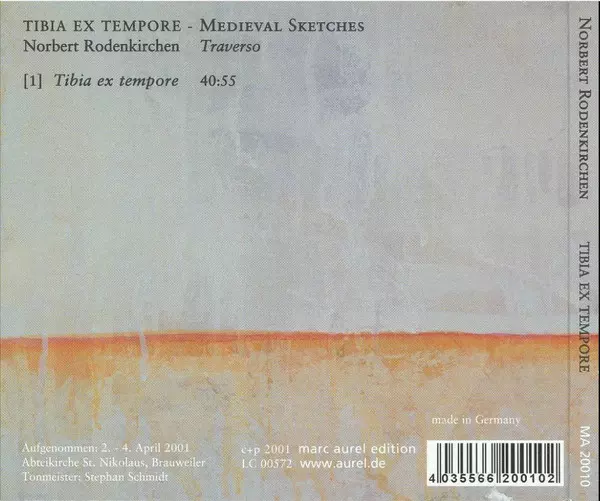 TIBIA EX TEMPORE - MEDIEVAL SKETCHES
Norbert Rodenkirchen Traverso
[1] Tibia ex tempore 40:55
made in Germany
Aufgenommen: 2. - 4. April 2001
Abteikirche St. Nikolaus, Brauweiler
Tonmeister: Stephan Schmidt
c+p 2001 marc aurel edition
LC 00572 www.aurel.de
4 035566 200102
NORBERT RODENKIRCHEN TIBIA EX TEMPORE MA 20010